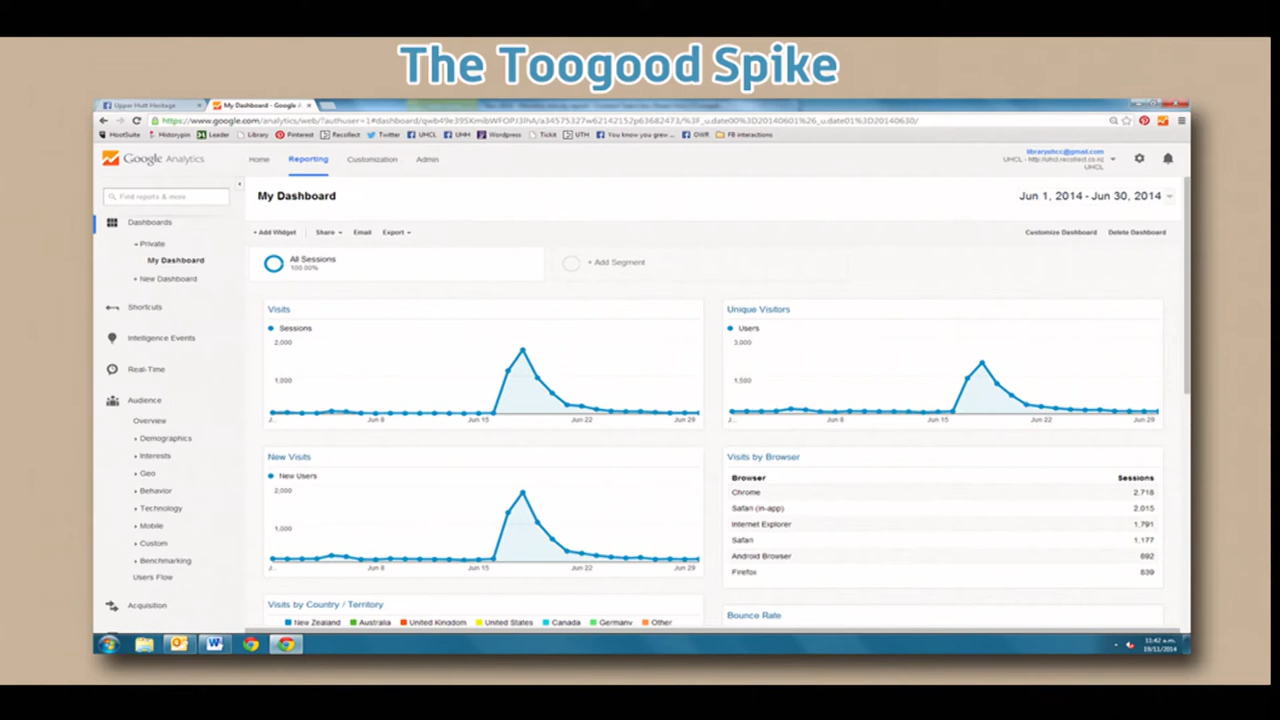 The Toogood Spike
Upper Hutt Heritage
My Dashboard - Google A
HootSuite Historypin Leader Library Pinterest Recollect Twitter UHCL UHM Wordpress Tickit UTH You know you grew ... OWR FB interactions
Google Analytics
Home Reporting Customization Admin
UHCL
Find reports & more
My Dashboard
Jun 1, 2014 - Jun 30, 2014
+ Add Widget Share Email Export
Customize Dashboard Delete Dashboard
All Sessions
100.00%
+ Add Segment
Dashboards
Private
My Dashboard
+ New Dashboard
Shortcuts
Intelligence Events
Real-Time
Audience
Overview
Demographics
Interests
Geo
Behavior
Technology
Mobile
Custom
Benchmarking
Users Flow
Acquisition
Visits
Sessions
2,000
1,000
J... Jun 8 Jun 15 Jun 22 Jun 29
Unique Visitors
Users
3,000
1,500
J... Jun 8 Jun 15 Jun 22 Jun 29
New Visits
New Users
2,000
1,000
J... Jun 8 Jun 15 Jun 22 Jun 29
Visits by Browser
Browser Sessions
Chrome 2,718
Safari (in-app) 2,015
Internet Explorer 1,791
Safari 1,177
Android Browser 692
Firefox 639
Visits by Country / Territory
New Zealand Australia United Kingdom United States Canada Germany Other
Bounce Rate
11:42 a.m.
19/11/2014